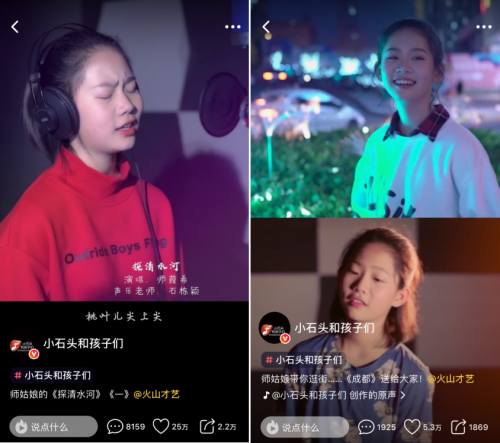 Override Boys Fing
探清水河
演唱：师葭希
声乐老师：石栋颖
桃叶儿尖上尖
小石头和孩子们
# 小石头和孩子们
师姑娘的《探清水河》《一》@火山才艺
说点什么
8159
25万
2.2万
小石头和孩子们
# 小石头和孩子们
师姑娘带你逛街……《成都》送给大家！@火山才艺
@小石头和孩子们 创作的原声
说点什么
1925
5.3万
1869